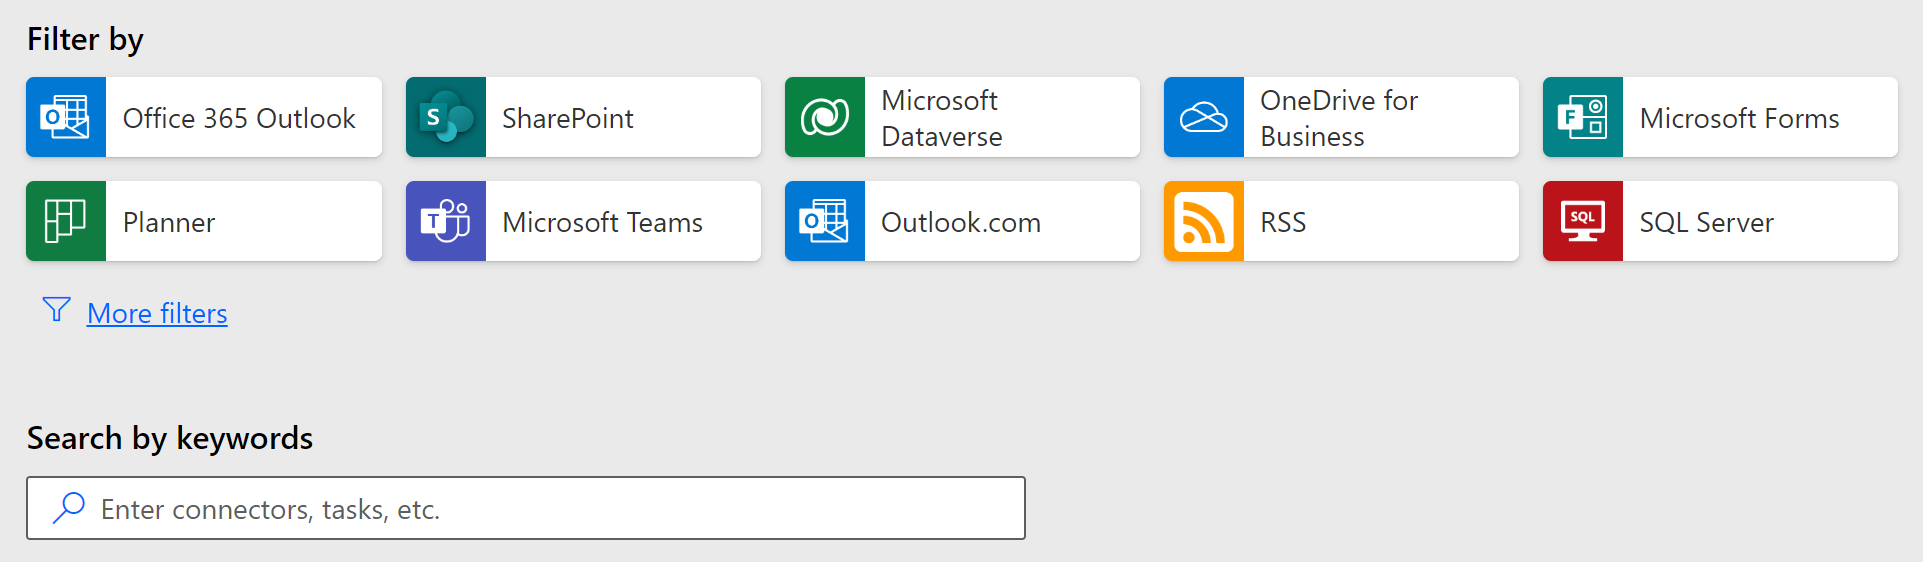 Filter by
Office 365 Outlook
SharePoint
Microsoft
Dataverse
OneDrive for
Business
Microsoft Forms
Planner
Microsoft Teams
Outlook.com
RSS
SQL
SQL Server
More filters
Search by keywords
Enter connectors, tasks, etc.